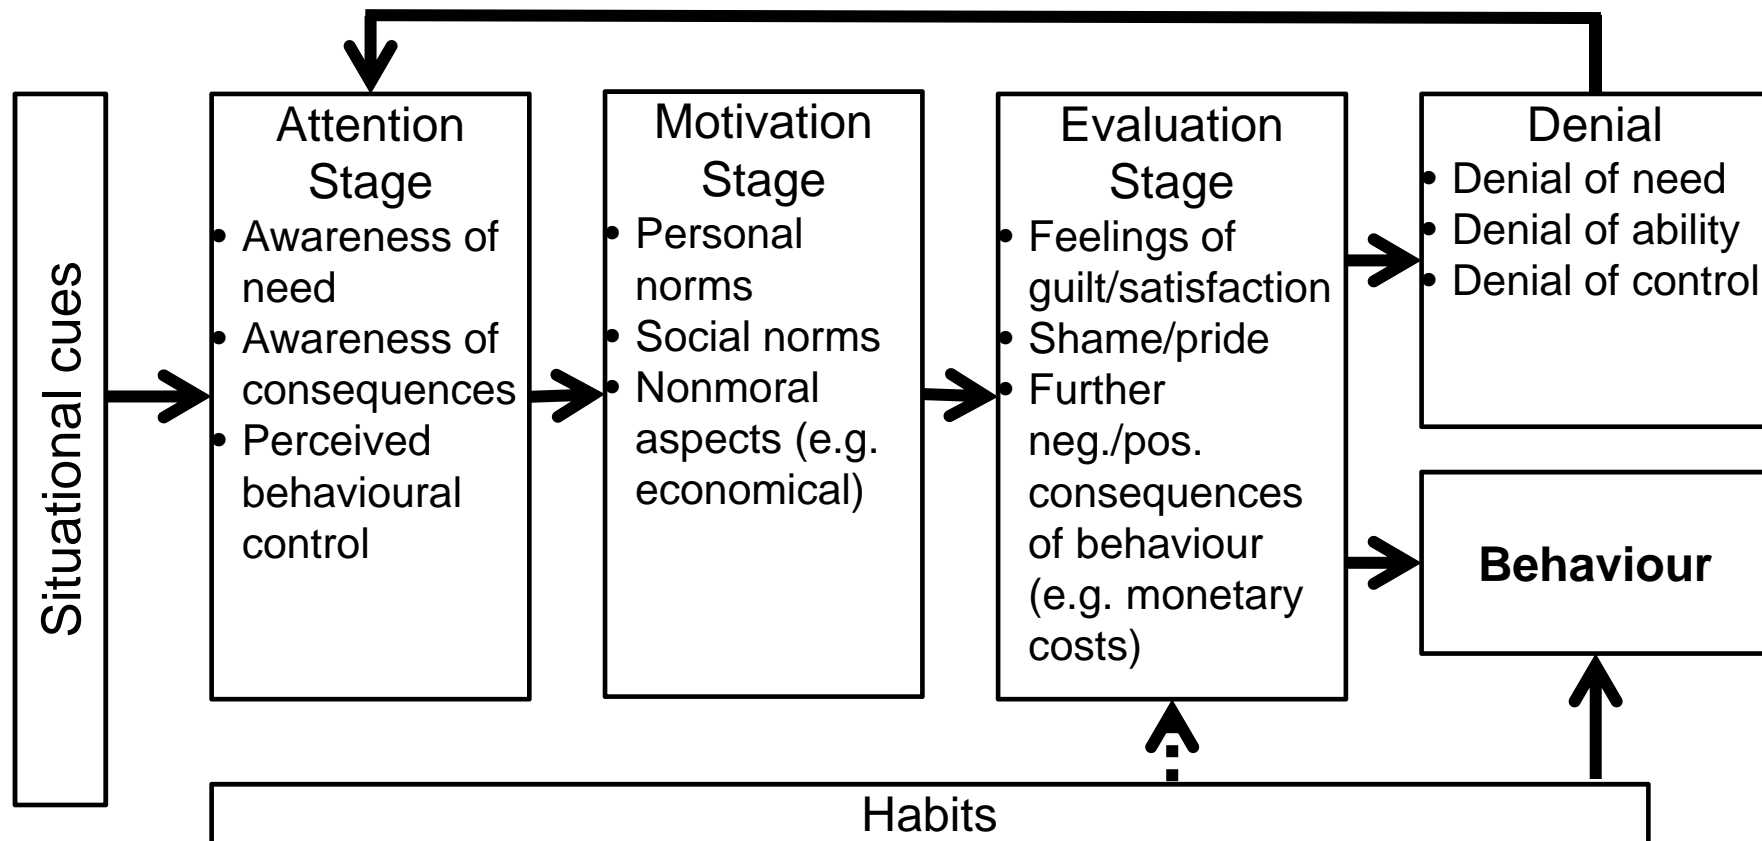 Situational cues
Attention
Stage
• Awareness of
need
• Awareness of
consequences
• Perceived
behavioural
control
Motivation
Stage
• Personal
norms
• Social norms
• Nonmoral
aspects (e.g.
economical)
Evaluation
Stage
• Feelings of
guilt/satisfaction
• Shame/pride
• Further
neg./pos.
consequences
of behaviour
(e.g. monetary
costs)
Denial
• Denial of need
• Denial of ability
• Denial of control
Behaviour
Habits